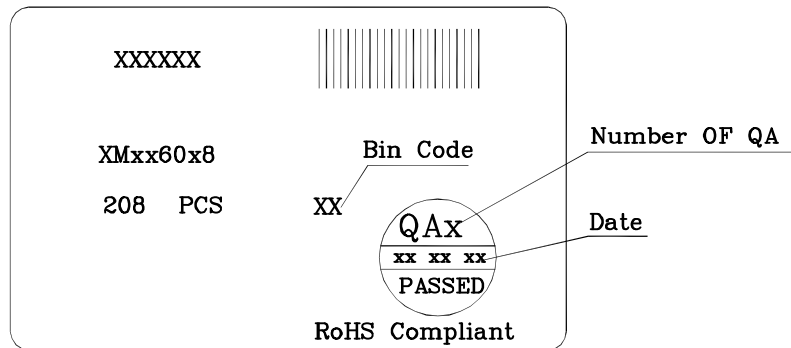 XXXXXX
XMxx60x8
208 PCS
Bin Code
XX
Number OF QA
QAx
xx xx xx
Date
PASSED
RoHS Compliant